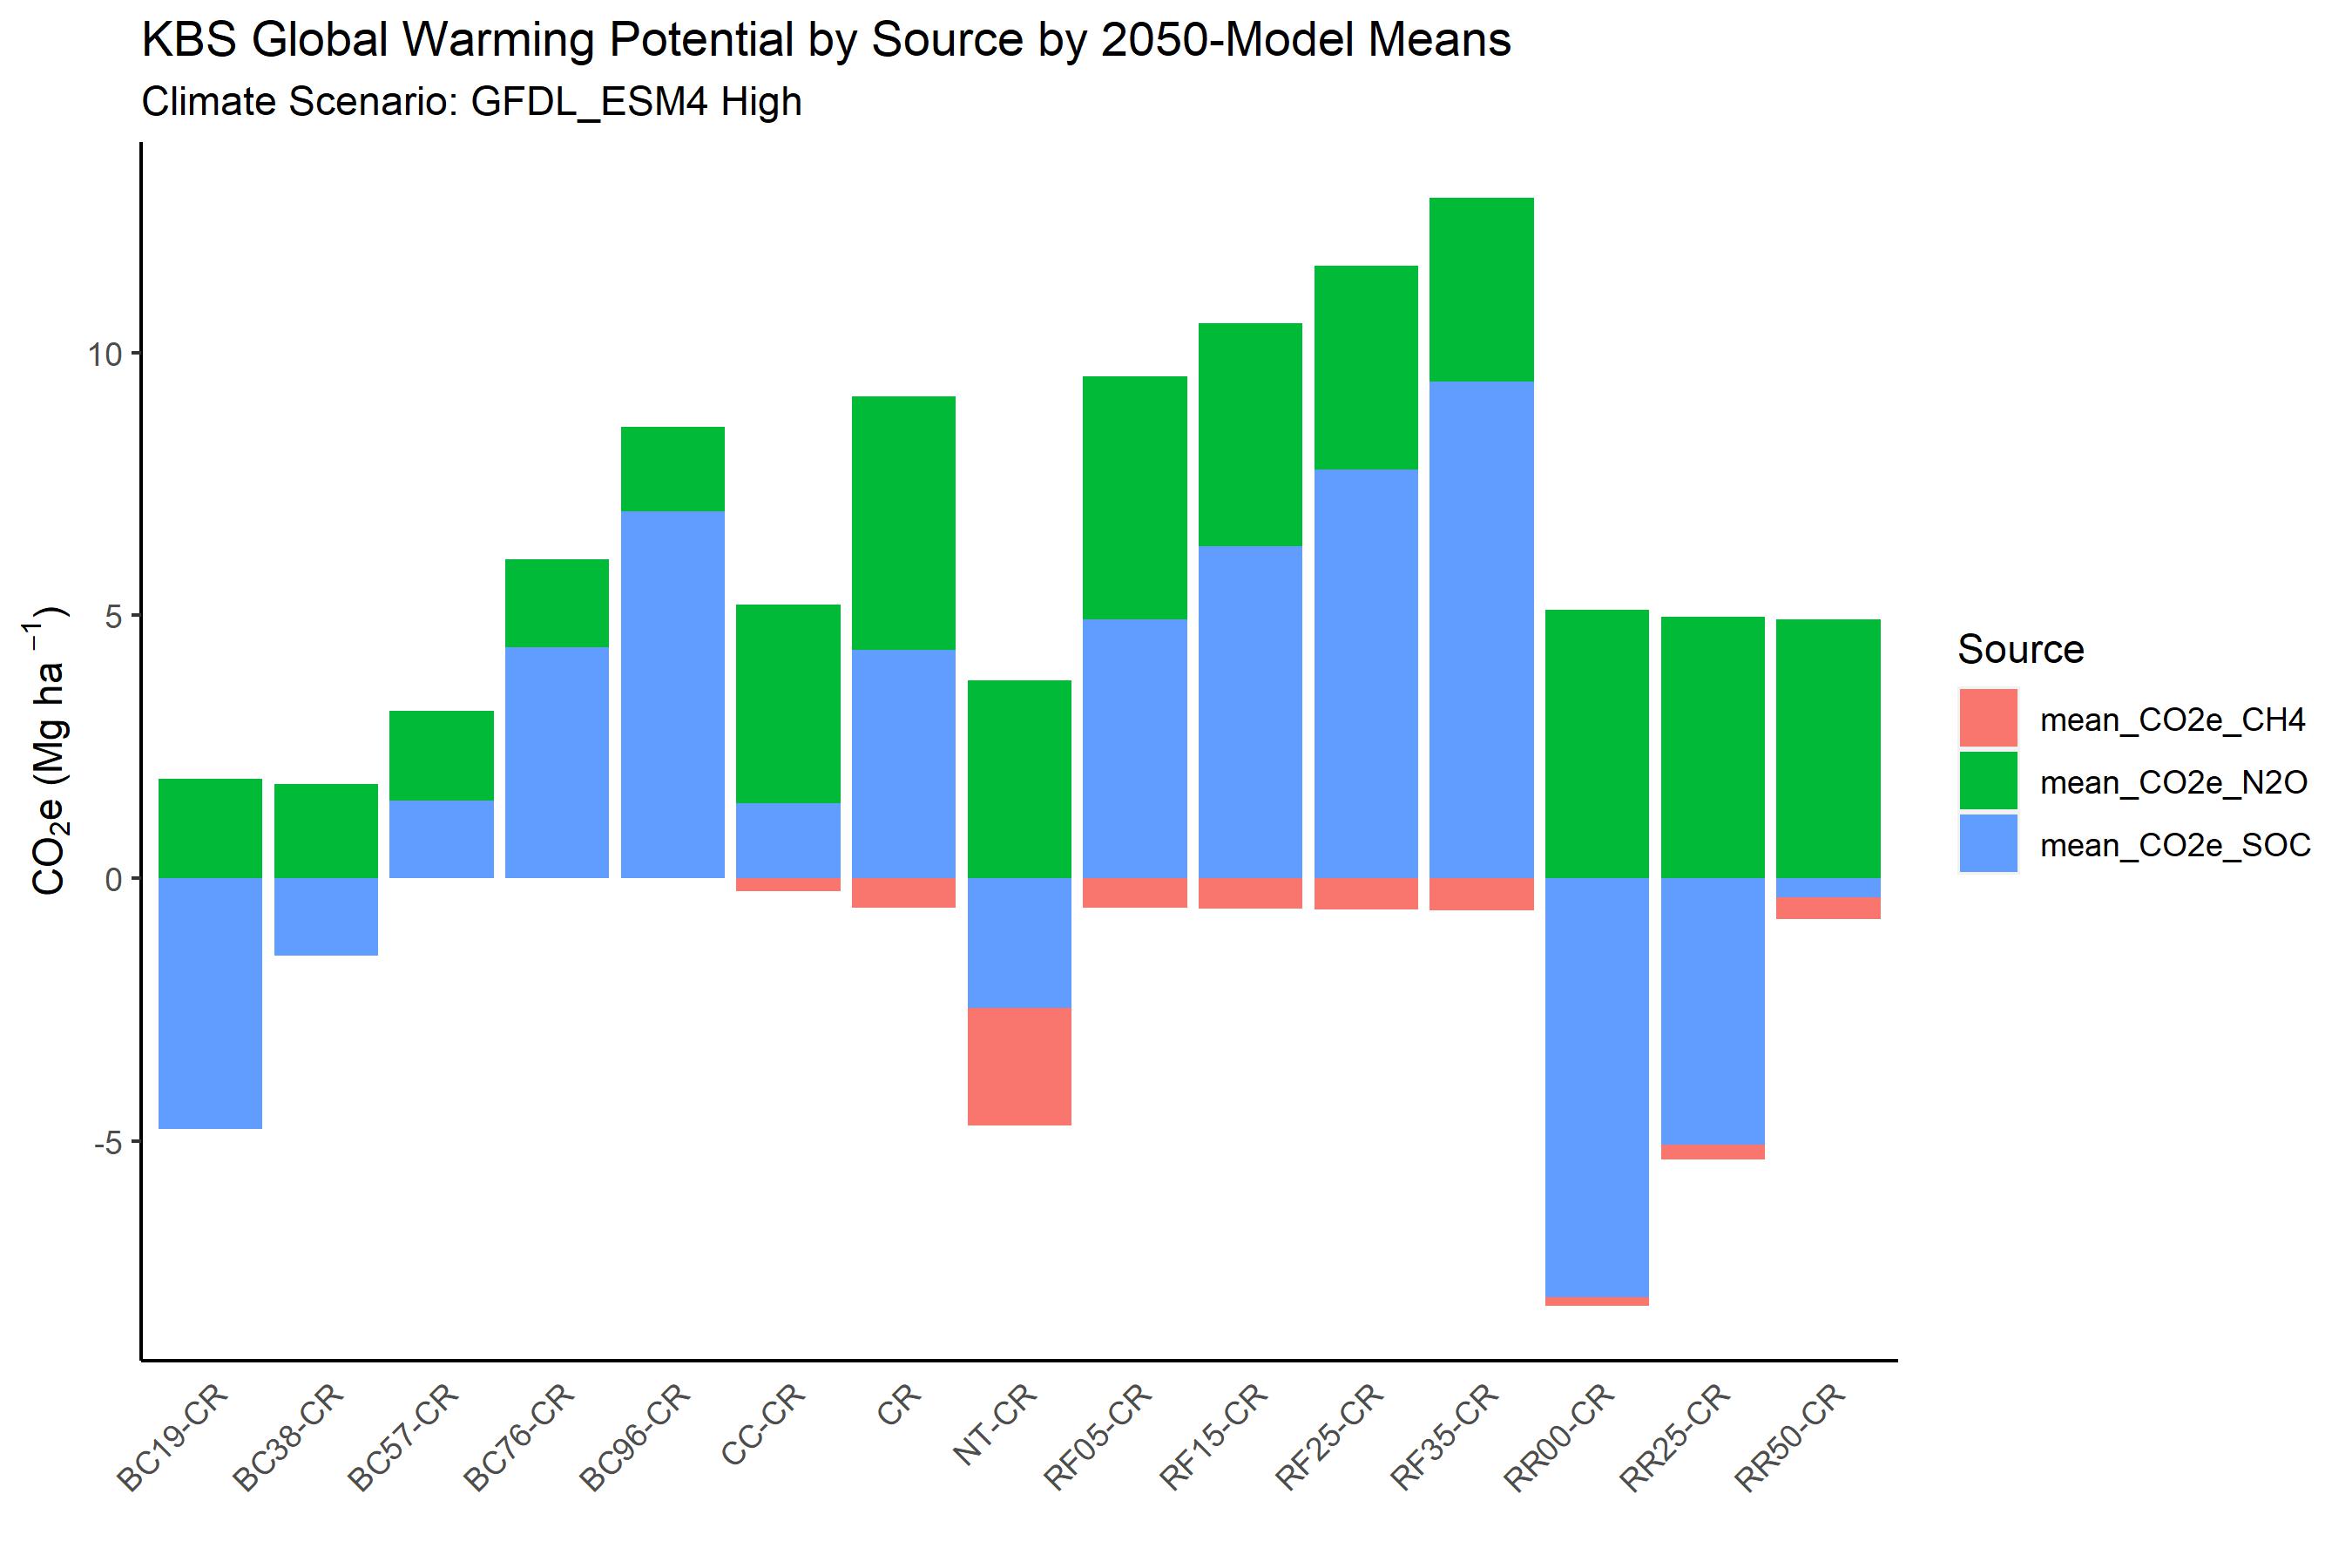 KBS Global Warming Potential by Source by 2050-Model Means
Climate Scenario: GFDL_ESM4 High
CO₂e (Mg ha ⁻¹)
10
5
0
-5
BC19-CR
BC38-CR
BC57-CR
BC76-CR
BC96-CR
CC-CR
CR
NT-CR
RF05-CR
RF15-CR
RF25-CR
RF35-CR
RR00-CR
RR25-CR
RR50-CR
Source
mean_CO2e_CH4
mean_CO2e_N2O
mean_CO2e_SOC